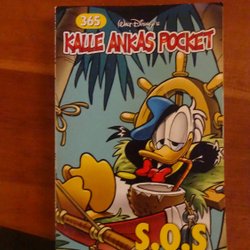 365
Walt Disney's
KALLE ANKAS POCKET
S.O.S